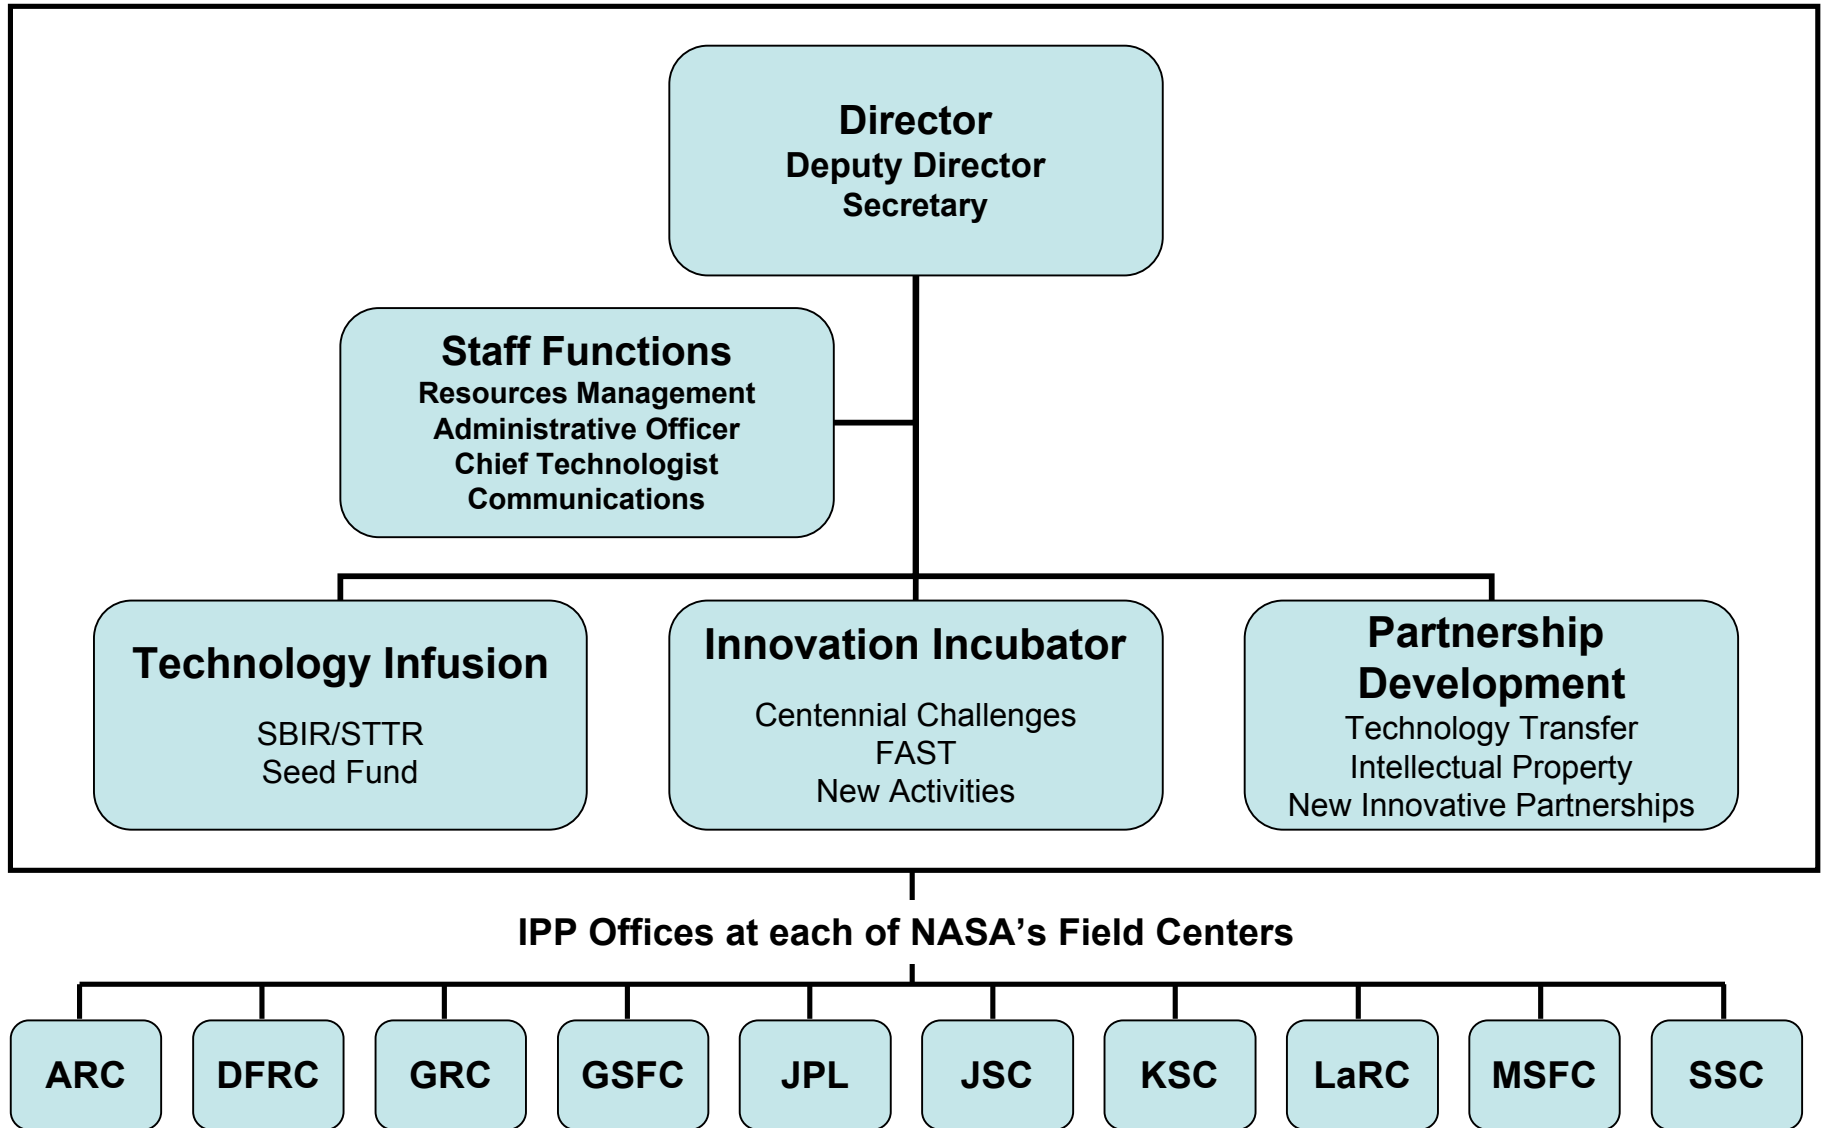 Director
Deputy Director
Secretary
Staff Functions
Resources Management
Administrative Officer
Chief Technologist
Communications
Technology Infusion
SBIR/STTR
Seed Fund
Innovation Incubator
Centennial Challenges
FAST
New Activities
Partnership
Development
Technology Transfer
Intellectual Property
New Innovative Partnerships
IPP Offices at each of NASA’s Field Centers
ARC
DFRC
GRC
GSFC
JPL
JSC
KSC
LaRC
MSFC
SSC